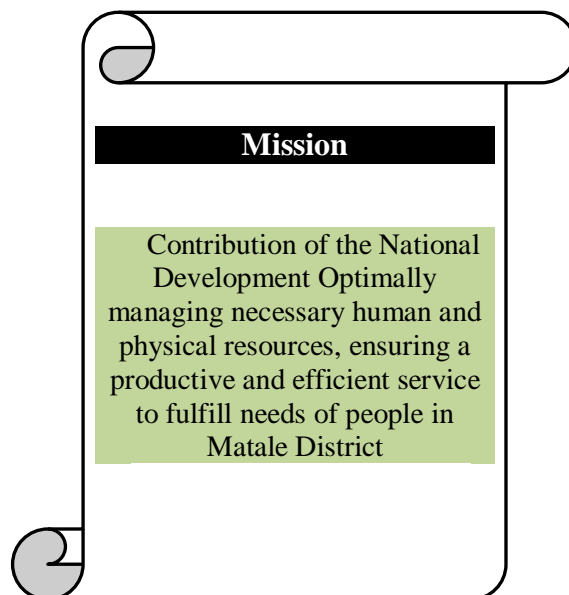 Mission
Contribution of the National
Development Optimally
managing necessary human and
physical resources, ensuring a
productive and efficient service
to fulfill needs of people in
Matale District